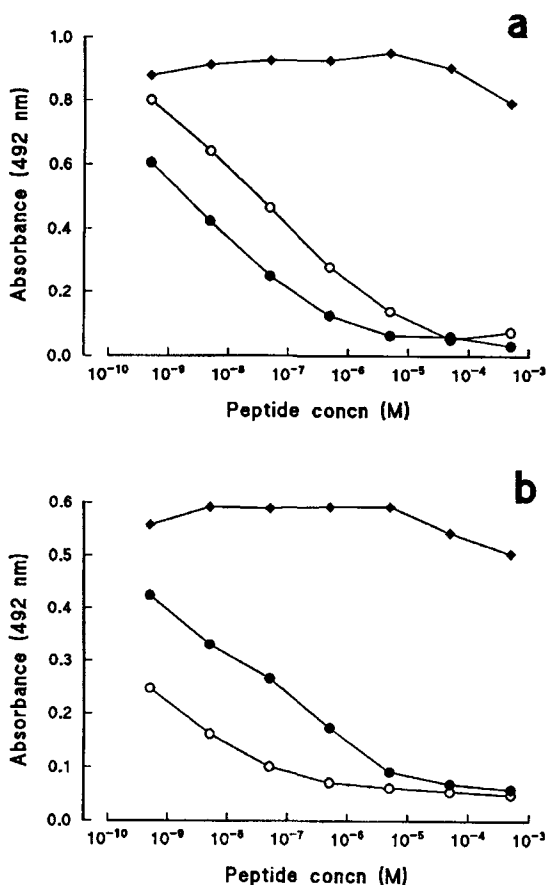 a
1.0
0.8
0.6
0.4
0.2
0.0
Absorbance (492 nm)
10⁻¹⁰ 10⁻⁹ 10⁻⁸ 10⁻⁷ 10⁻⁶ 10⁻⁵ 10⁻⁴ 10⁻³
Peptide concn (M)
b
0.6
0.5
0.4
0.3
0.2
0.1
0.0
Absorbance (492 nm)
10⁻¹⁰ 10⁻⁹ 10⁻⁸ 10⁻⁷ 10⁻⁶ 10⁻⁵ 10⁻⁴ 10⁻³
Peptide concn (M)